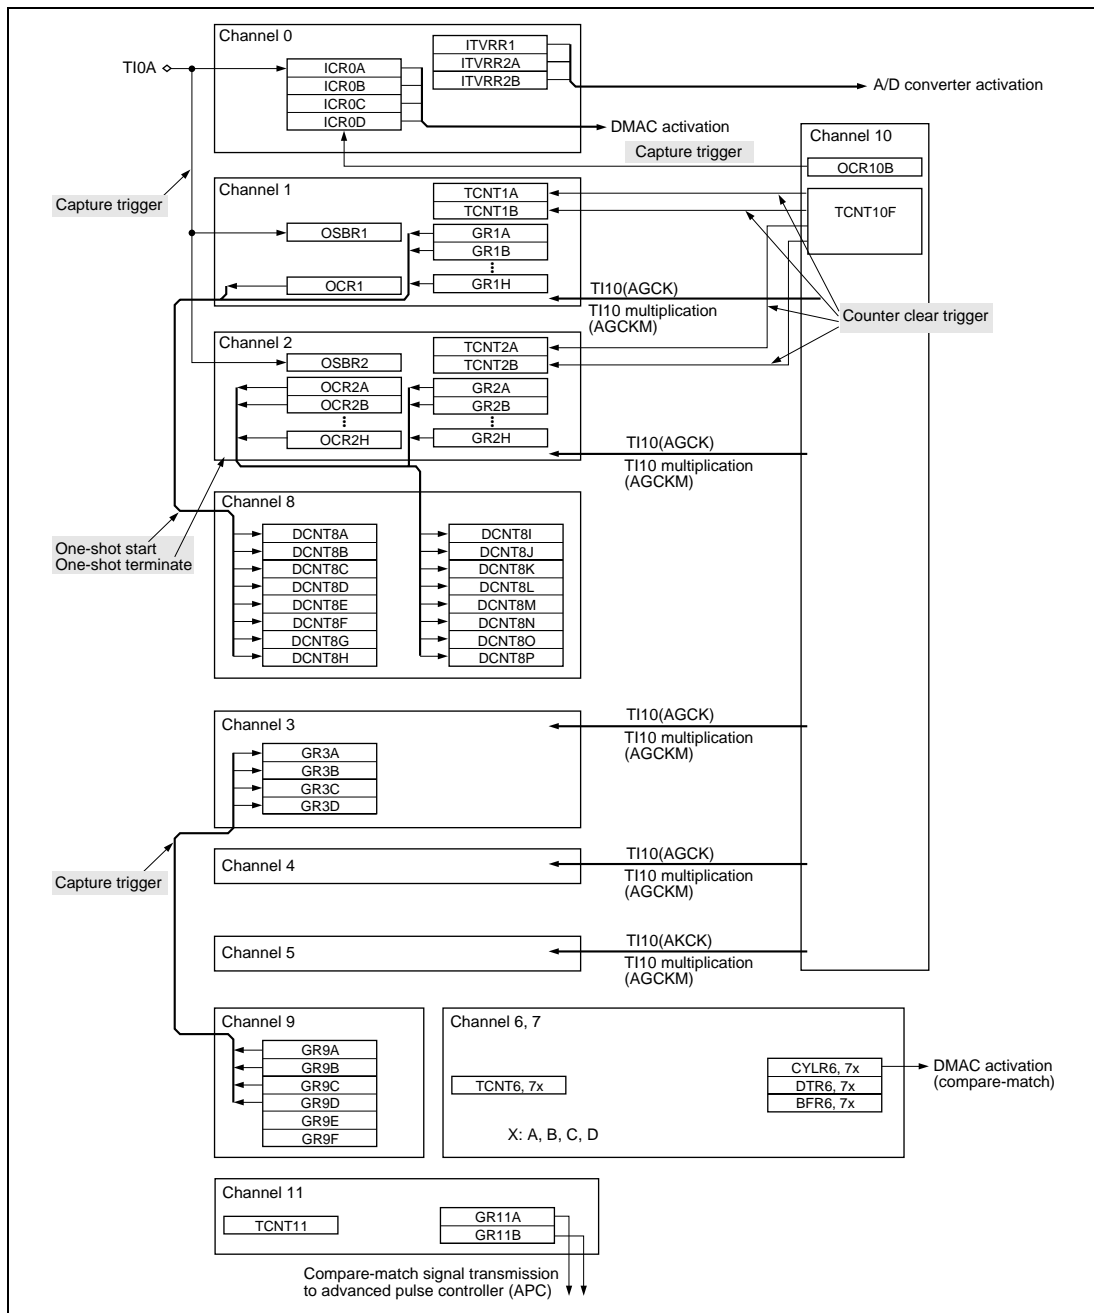 Channel 0
ITVRR1
ITVRR2A
ITVRR2B
TI0A
ICR0A
ICR0B
ICR0C
ICR0D
A/D converter activation
DMAC activation
Capture trigger
Channel 10
OCR10B
TCNT10F
Capture trigger
Channel 1
TCNT1A
TCNT1B
OSBR1
GR1A
GR1B
OCR1
GR1H
TI10(AGCK)
TI10 multiplication
(AGCKM)
Counter clear trigger
Channel 2
TCNT2A
TCNT2B
OSBR2
OCR2A
OCR2B
OCR2H
GR2A
GR2B
GR2H
TI10(AGCK)
TI10 multiplication
(AGCKM)
Channel 8
One-shot start
One-shot terminate
DCNT8A
DCNT8B
DCNT8C
DCNT8D
DCNT8E
DCNT8F
DCNT8G
DCNT8H
DCNT8I
DCNT8J
DCNT8K
DCNT8L
DCNT8M
DCNT8N
DCNT8O
DCNT8P
Channel 3
GR3A
GR3B
GR3C
GR3D
TI10(AGCK)
TI10 multiplication
(AGCKM)
Capture trigger
Channel 4
TI10(AGCK)
TI10 multiplication
(AGCKM)
Channel 5
TI10(AKCK)
TI10 multiplication
(AGCKM)
Channel 9
GR9A
GR9B
GR9C
GR9D
GR9E
GR9F
Channel 6, 7
TCNT6, 7x
CYLR6, 7x
DTR6, 7x
BFR6, 7x
X: A, B, C, D
DMAC activation
(compare-match)
Channel 11
TCNT11
GR11A
GR11B
Compare-match signal transmission
to advanced pulse controller (APC)